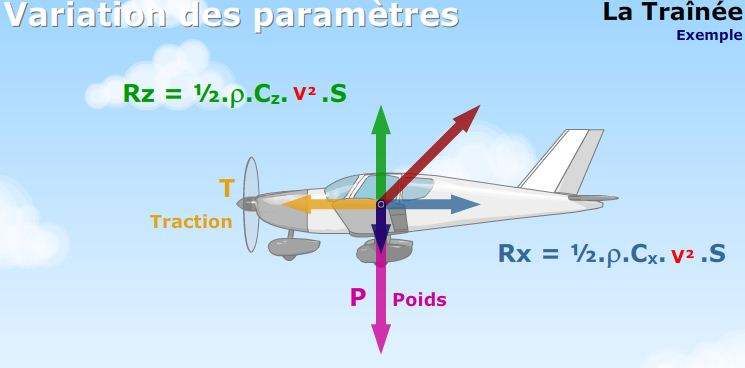 Variation des paramètres
La Traînée
Exemple
Rz = ½.ρ.Cz. V² .S
T
Traction
Rx = ½.ρ.Cx. V² .S
P Poids